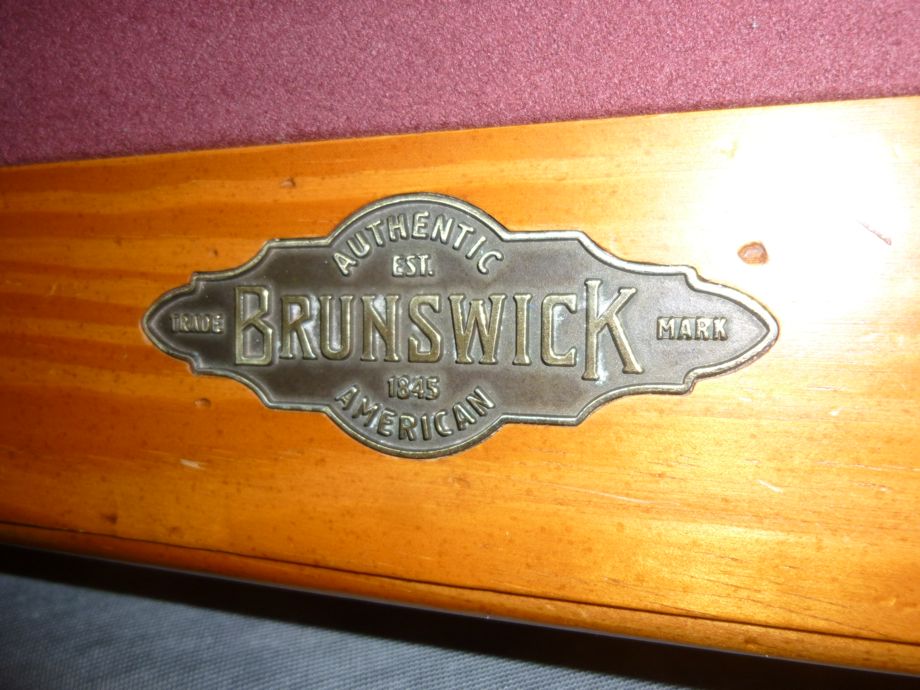 AUTHENTIC
EST.
TRADE BRUNSWICK MARK
1845
AMERICAN